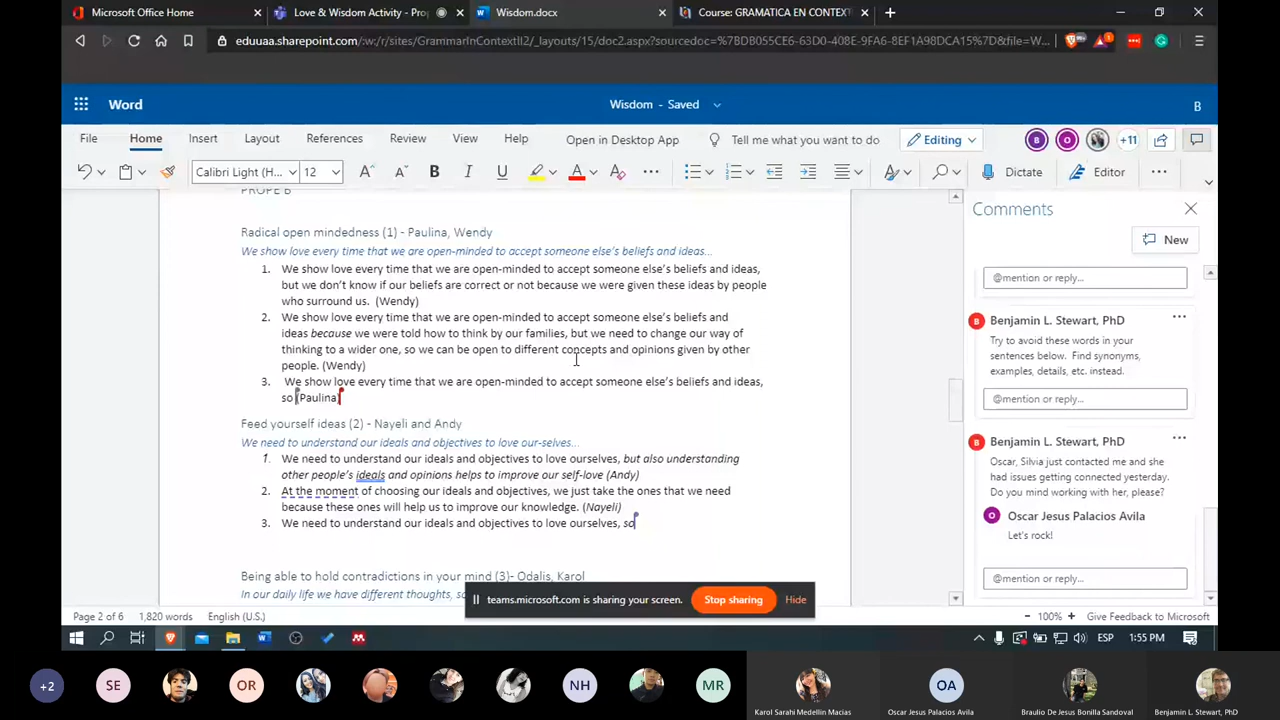 Microsoft Office Home
Love & Wisdom Activity - Pro
Wisdom.docx
Course: GRAMATICA EN CONTEXT
eduuaa.sharepoint.com/:w:/r/sites/GrammarInContextII2/_layouts/15/doc2.aspx?sourcedoc=%7BDB055CE6-63D0-408E-9FA6-8EF1A98DCA15%7D&file=W...
Word
Wisdom - Saved
B
File Home Insert Layout References Review View Help Open in Desktop App Tell me what you want to do Editing
B O +11
Calibri Light (H... 12 B I U A Dictate Editor
PROPE B
Radical open mindedness (1) - Paulina, Wendy
We show love every time that we are open-minded to accept someone else's beliefs and ideas...
1. We show love every time that we are open-minded to accept someone else's beliefs and ideas,
but we don't know if our beliefs are correct or not because we were given these ideas by people
who surround us. (Wendy)
2. We show love every time that we are open-minded to accept someone else's beliefs and
ideas because we were told how to think by our families, but we need to change our way of
thinking to a wider one, so we can be open to different concepts and opinions given by other
people. (Wendy)
3. We show love every time that we are open-minded to accept someone else's beliefs and ideas,
so (Paulina)
Feed yourself ideas (2) - Nayeli and Andy
We need to understand our ideals and objectives to love our-selves...
1. We need to understand our ideals and objectives to love ourselves, but also understanding
other people's ideals and opinions helps to improve our self-love (Andy)
2. At the moment of choosing our ideals and objectives, we just take the ones that we need
because these ones will help us to improve our knowledge. (Nayeli)
3. We need to understand our ideals and objectives to love ourselves, so
Being able to hold contradictions in your mind (3)- Odalis, Karol
In our daily life we have different thoughts, so
Comments
New
@mention or reply...
B Benjamin L. Stewart, PhD
Try to avoid these words in your
sentences below. Find synonyms,
examples, details, etc. instead.
@mention or reply...
B Benjamin L. Stewart, PhD
Oscar, Silvia just contacted me and she
had issues getting connected yesterday.
Do you mind working with her, please?
O Oscar Jesus Palacios Avila
Let's rock!
@mention or reply...
teams.microsoft.com is sharing your screen. Stop sharing Hide
Page 2 of 6 1,820 words English (U.S.) 100% Give Feedback to Microsoft
ESP 1:55 PM
+2 SE OR NH MR OA
Karol Sarahi Medellin Macias
Oscar Jesus Palacios Avila
Braulio De Jesus Bonilla Sandoval
Benjamin L. Stewart, PhD